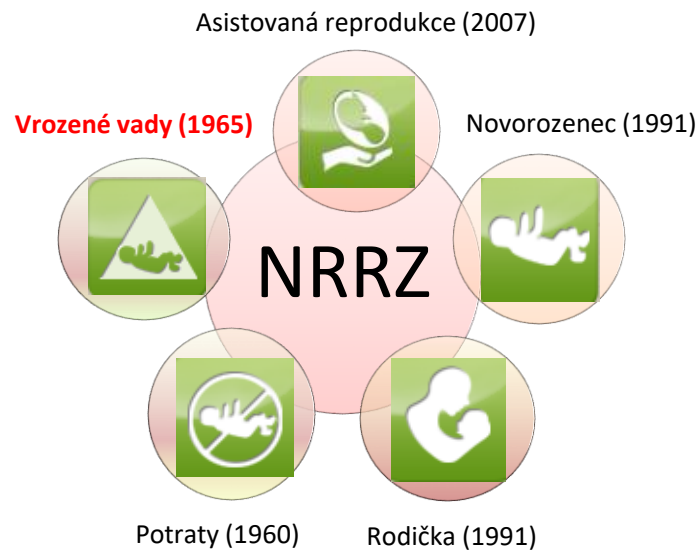 Asistovaná reprodukce (2007)
Vrozené vady (1965)
Novorozenec (1991)
NRRZ
Potraty (1960)
Rodička (1991)